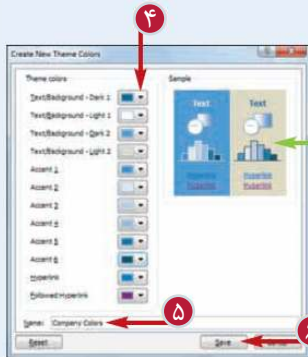 ۴
Create New Theme Colors
Theme colors
Sample
Text/Background - Dark 1
Text/Background - Light 1
Text/Background - Dark 2
Text/Background - Light 2
Accent 1
Accent 2
Accent 3
Accent 4
Accent 5
Accent 6
Hyperlink
Followed Hyperlink
Text
Text
Hyperlink
Hyperlink
Hyperlink
Hyperlink
۵
Name: Company Colors
Reset
Save